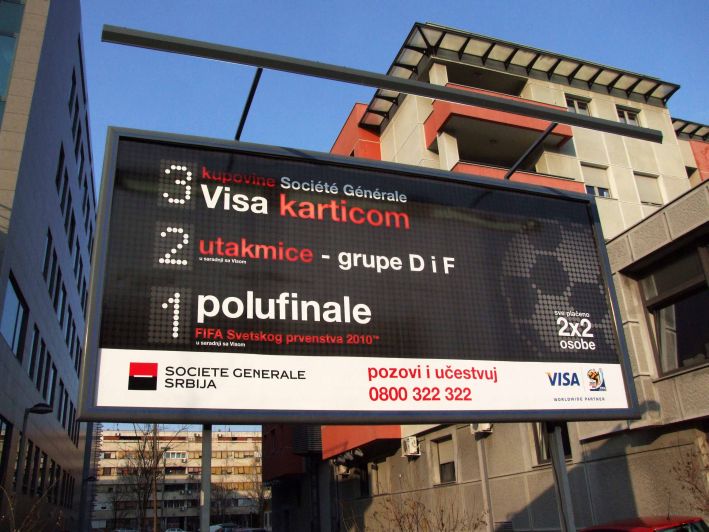 3 kupovine Société Générale
Visa karticom
2 utakmice - grupe D i F
u saradnji sa Visom
1 polufinale
FIFA Svetskog prvenstva 2010™
u saradnji sa Visom
sve plaćeno
2x2
osobe
SOCIETE GENERALE
SRBIJA
pozovi i učestvuj
0800 322 322
VISA
WORLDWIDE PARTNER